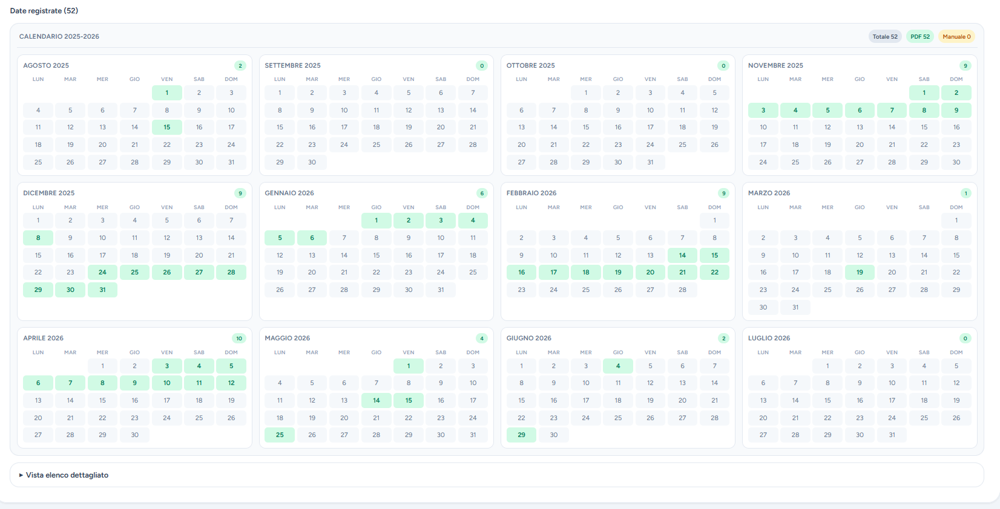 Date registrate (52)
CALENDARIO 2025-2026
Totale 52 PDF 52 Manuale 0
AGOSTO 2025 2
LUN MAR MER GIO VEN SAB DOM
1 2 3
4 5 6 7 8 9 10
11 12 13 14 15 16 17
18 19 20 21 22 23 24
25 26 27 28 29 30 31
SETTEMBRE 2025 0
LUN MAR MER GIO VEN SAB DOM
1 2 3 4 5 6 7
8 9 10 11 12 13 14
15 16 17 18 19 20 21
22 23 24 25 26 27 28
29 30
OTTOBRE 2025 0
LUN MAR MER GIO VEN SAB DOM
1 2 3 4 5
6 7 8 9 10 11 12
13 14 15 16 17 18 19
20 21 22 23 24 25 26
27 28 29 30 31
NOVEMBRE 2025 9
LUN MAR MER GIO VEN SAB DOM
1 2
3 4 5 6 7 8 9
10 11 12 13 14 15 16
17 18 19 20 21 22 23
24 25 26 27 28 29 30
DICEMBRE 2025 9
LUN MAR MER GIO VEN SAB DOM
1 2 3 4 5 6 7
8 9 10 11 12 13 14
15 16 17 18 19 20 21
22 23 24 25 26 27 28
29 30 31
GENNAIO 2026 6
LUN MAR MER GIO VEN SAB DOM
1 2 3 4
5 6 7 8 9 10 11
12 13 14 15 16 17 18
19 20 21 22 23 24 25
26 27 28 29 30 31
FEBBRAIO 2026 9
LUN MAR MER GIO VEN SAB DOM
1
2 3 4 5 6 7 8
9 10 11 12 13 14 15
16 17 18 19 20 21 22
23 24 25 26 27 28
MARZO 2026 1
LUN MAR MER GIO VEN SAB DOM
1
2 3 4 5 6 7 8
9 10 11 12 13 14 15
16 17 18 19 20 21 22
23 24 25 26 27 28 29
30 31
APRILE 2026 10
LUN MAR MER GIO VEN SAB DOM
1 2 3 4 5
6 7 8 9 10 11 12
13 14 15 16 17 18 19
20 21 22 23 24 25 26
27 28 29 30
MAGGIO 2026 4
LUN MAR MER GIO VEN SAB DOM
1 2 3
4 5 6 7 8 9 10
11 12 13 14 15 16 17
18 19 20 21 22 23 24
25 26 27 28 29 30 31
GIUGNO 2026 2
LUN MAR MER GIO VEN SAB DOM
1 2 3 4 5 6 7
8 9 10 11 12 13 14
15 16 17 18 19 20 21
22 23 24 25 26 27 28
29 30
LUGLIO 2026 0
LUN MAR MER GIO VEN SAB DOM
1 2 3 4 5
6 7 8 9 10 11 12
13 14 15 16 17 18 19
20 21 22 23 24 25 26
27 28 29 30 31
▸ Vista elenco dettagliato